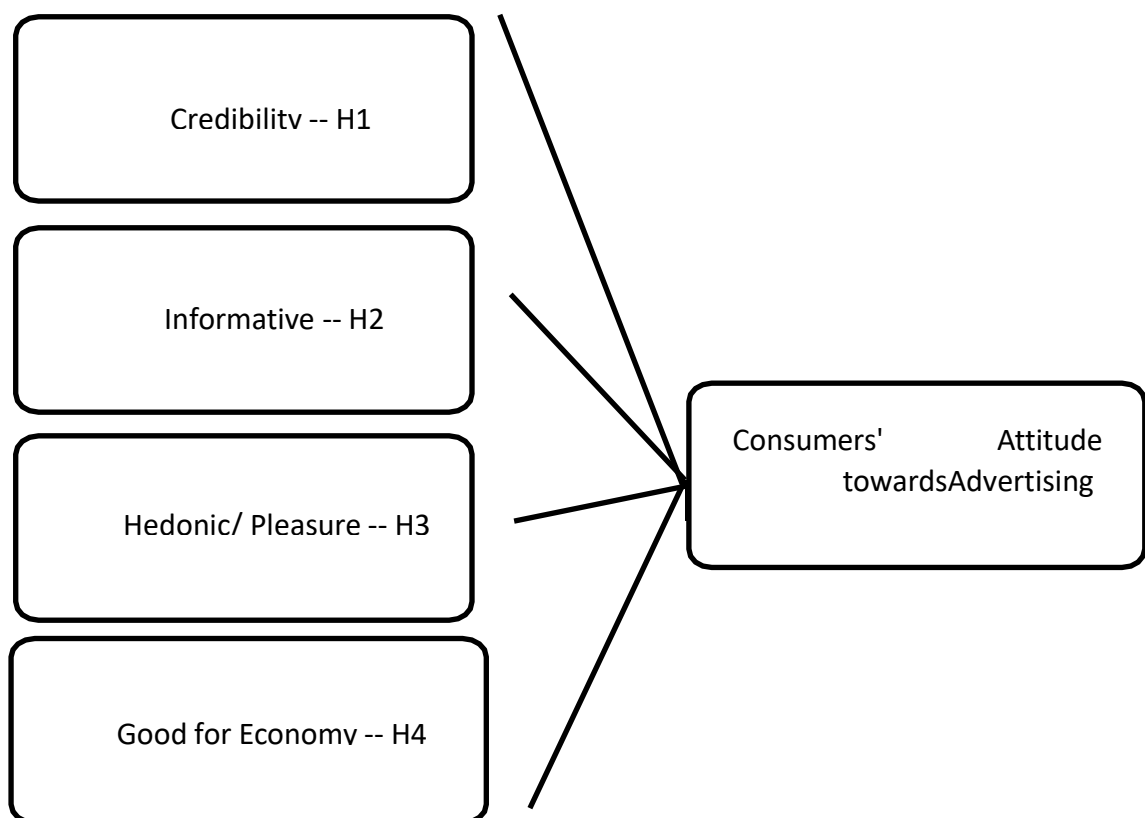 Credibility -- H1
Informative -- H2
Hedonic/ Pleasure -- H3
Good for Economy -- H4
Consumers' Attitude
towardsAdvertising